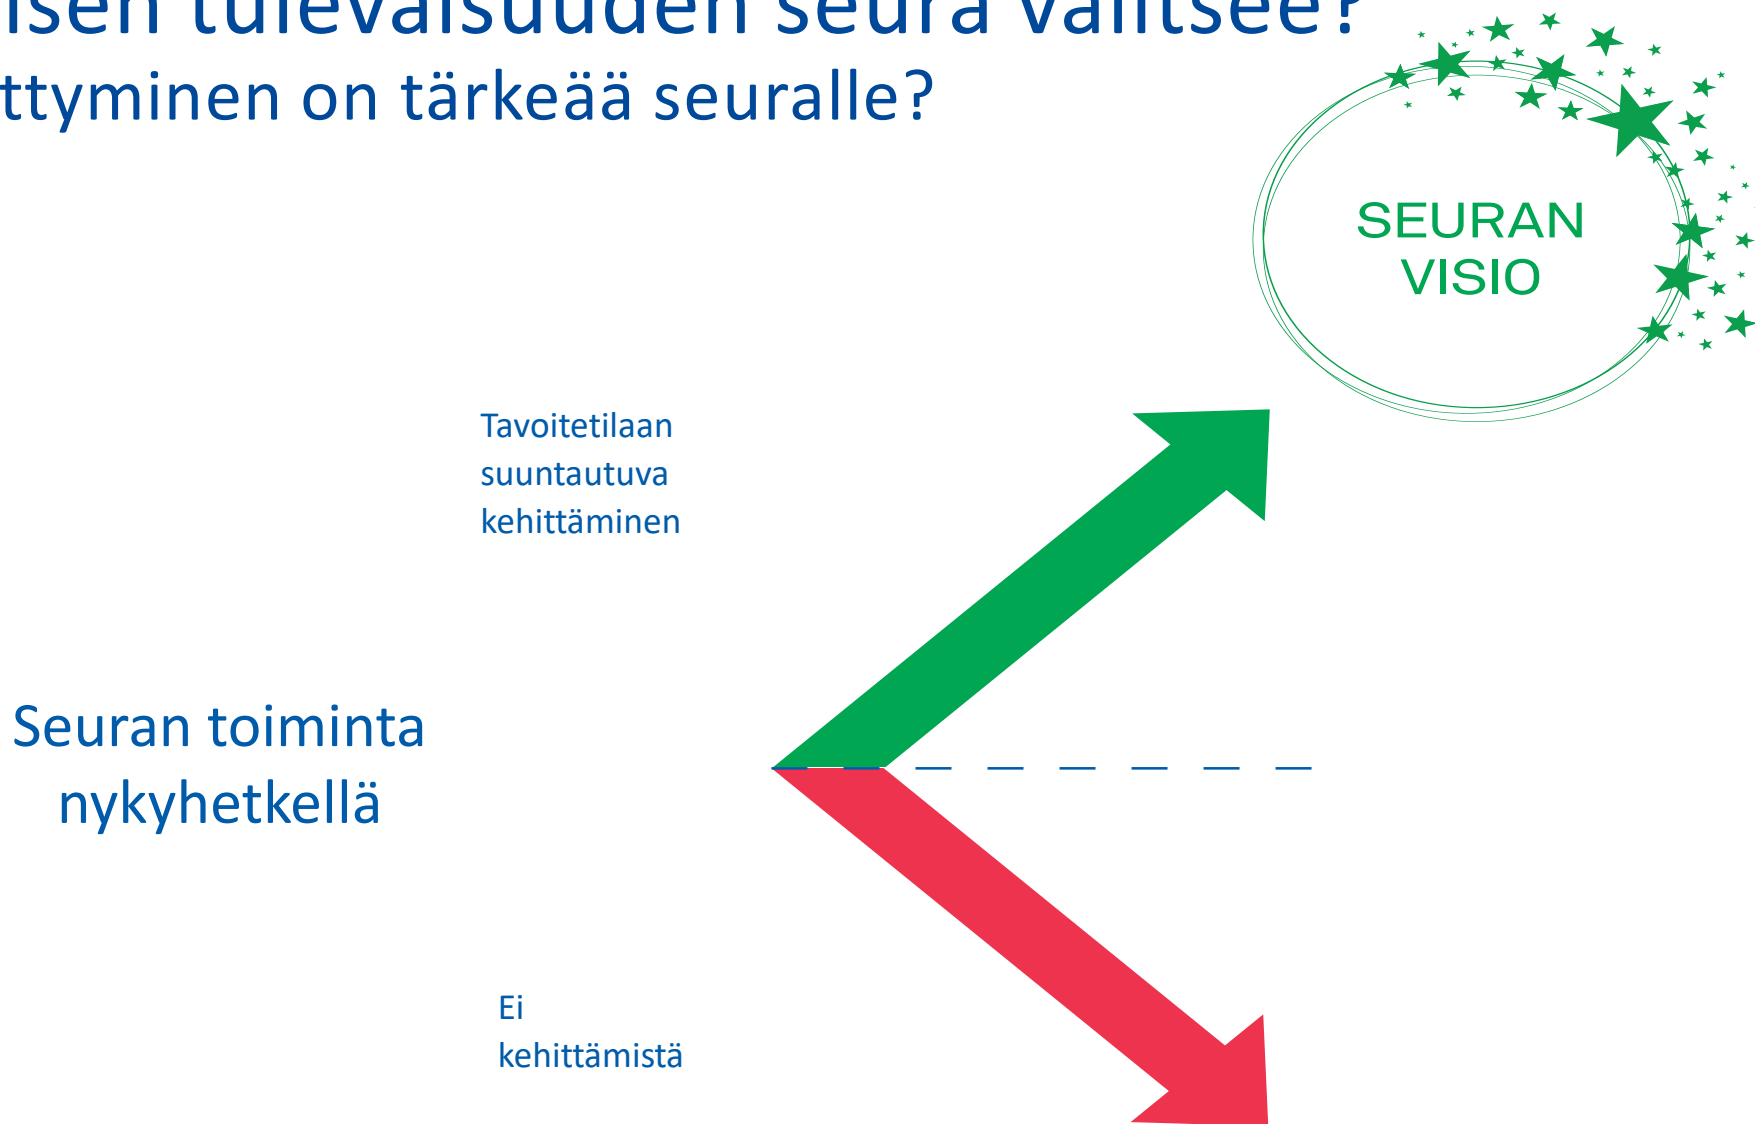 isen tulevaisuuden seura valitsee?
ttyminen on tärkeää seuralle?
SEURAN
VISIO
Tavoitetilaan
suuntautuva
kehittäminen
Seuran toiminta
nykyhetkellä
Ei
kehittämistä